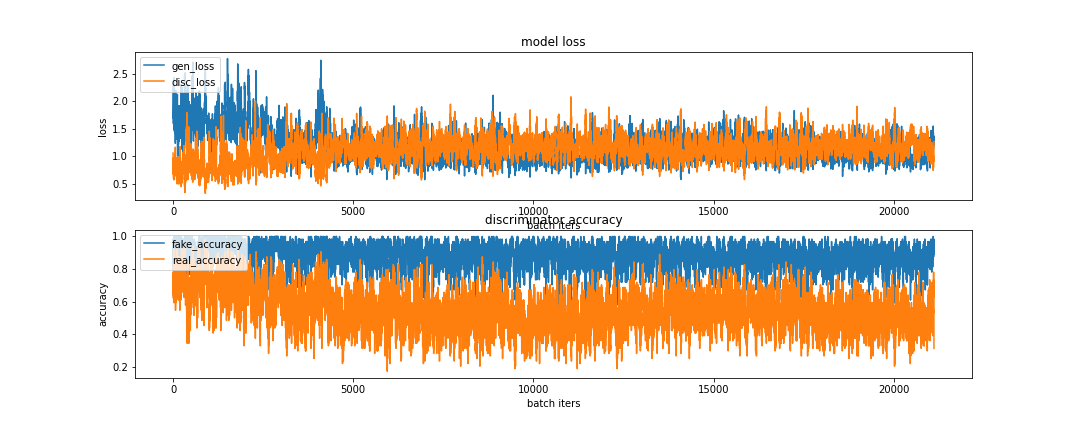 model loss
gen_loss
disc_loss
2.5
2.0
1.5
1.0
0.5
loss
0
5000
10000
15000
20000
batch iters
discriminator accuracy
fake_accuracy
real_accuracy
1.0
0.8
0.6
0.4
0.2
accuracy
0
5000
10000
15000
20000
batch iters